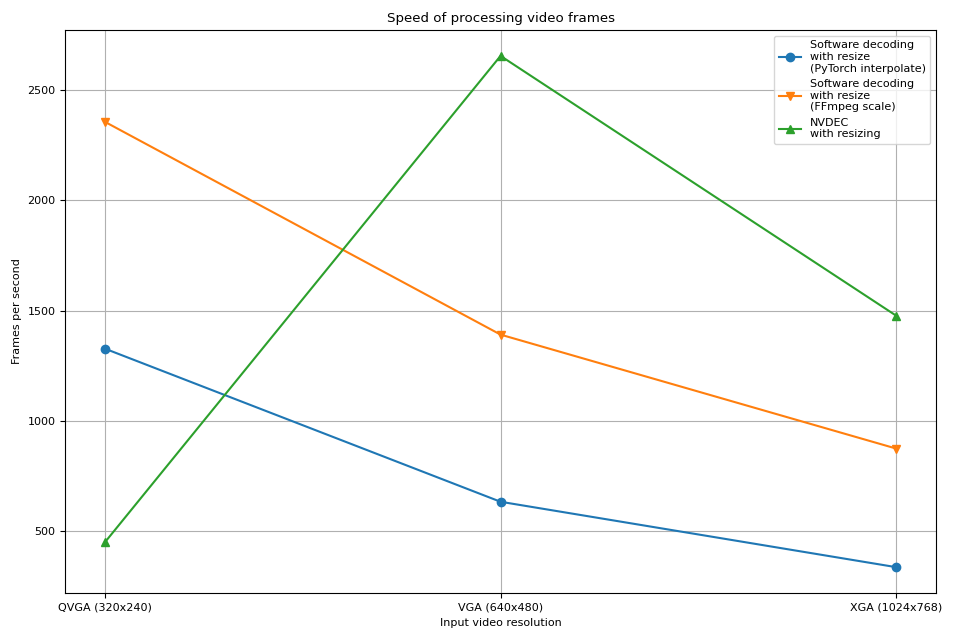 Speed of processing video frames
Software decoding
with resize
(PyTorch interpolate)
Software decoding
with resize
(FFmpeg scale)
NVDEC
with resizing
Frames per second
2500
2000
1500
1000
500
QVGA (320x240)
VGA (640x480)
XGA (1024x768)
Input video resolution